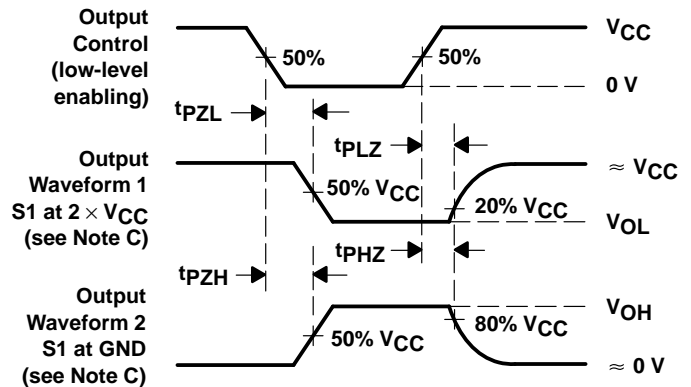 Output
Control
(low-level
enabling)
50%
50%
VCC
0 V
tPZL
tPLZ
Output
Waveform 1
S1 at 2 × VCC
(see Note C)
50% VCC
20% VCC
≈ VCC
VOL
tPZH
tPHZ
Output
Waveform 2
S1 at GND
(see Note C)
50% VCC
80% VCC
VOH
≈ 0 V